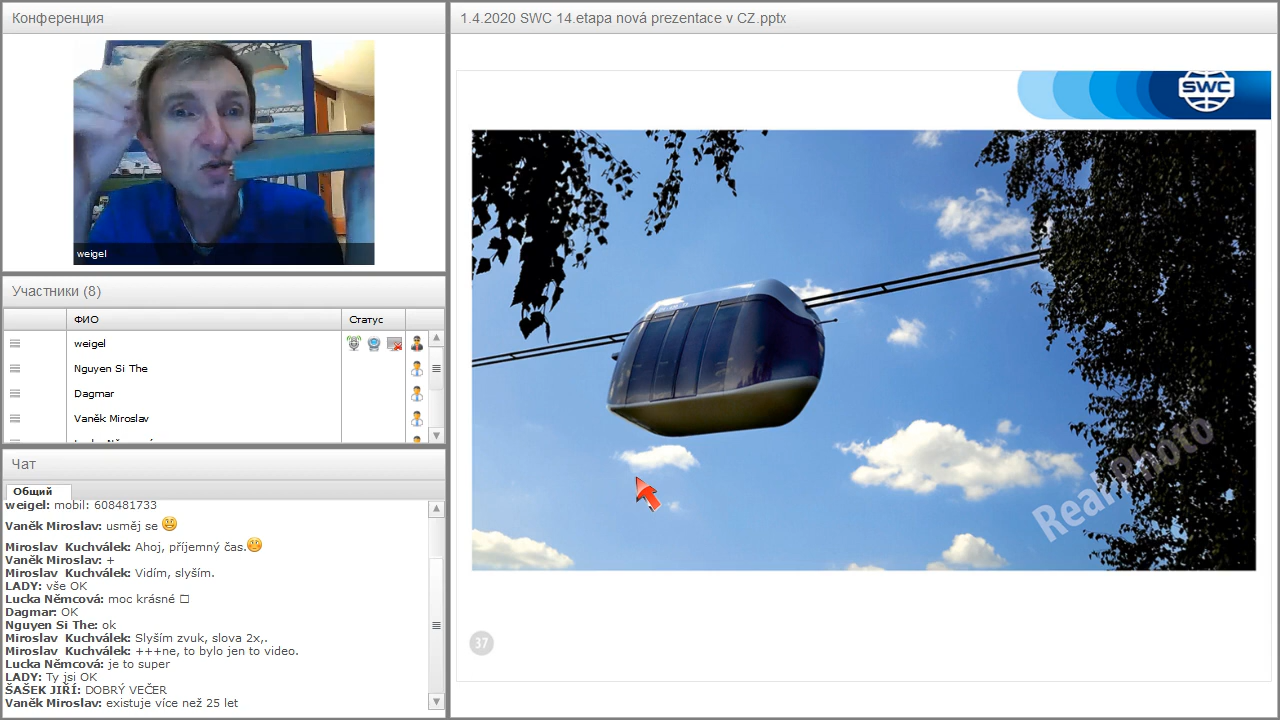 Конференция
weigel
Участники (8)
ФИО
Статус
weigel
Nguyen Si The
Dagmar
Vaněk Miroslav
Чат
Общий
weigel: mobil: 608481733
Vaněk Miroslav: usměj se
Miroslav Kuchválek: Ahoj, příjemný čas.
Vaněk Miroslav: +
Miroslav Kuchválek: Vidím, slyším.
LADY: vše OK
Lucka Němcová: moc krásné □
Dagmar: OK
Nguyen Si The: ok
Miroslav Kuchválek: Slyším zvuk, slova 2x,.
Miroslav Kuchválek: +++ne, to bylo jen to video.
Lucka Němcová: je to super
LADY: Ty jsi OK
ŠAŠEK JIŘÍ: DOBRÝ VEČER
Vaněk Miroslav: existuje více než 25 let
1.4.2020 SWC 14.etapa nová prezentace v CZ.pptx
SWC
Real Photo
37